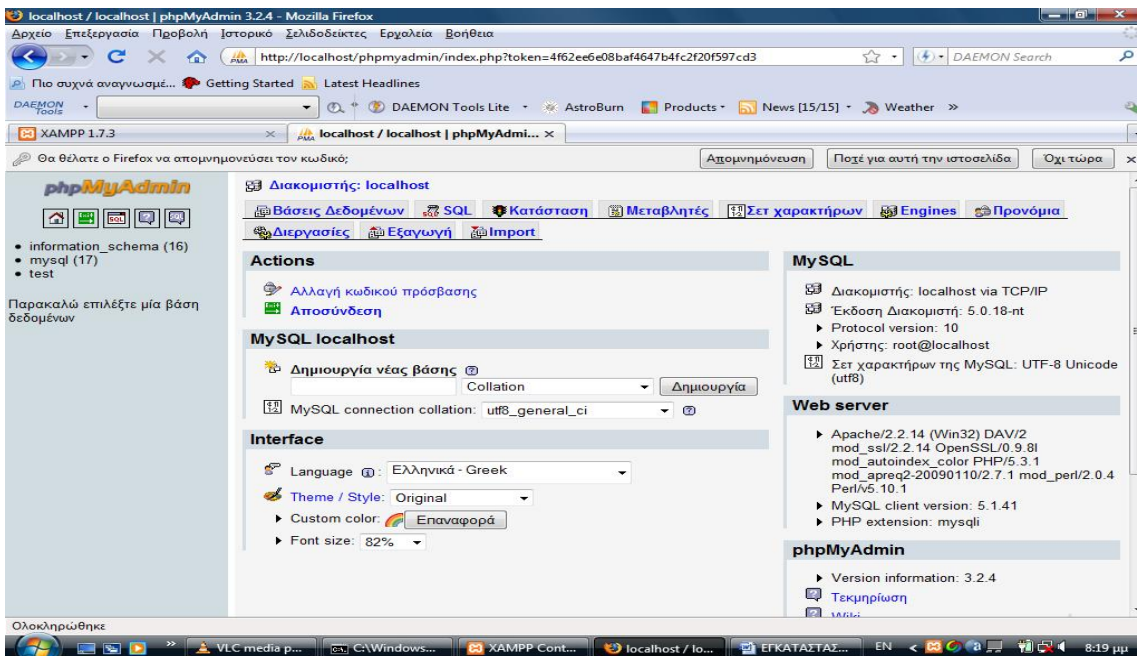 localhost / localhost | phpMyAdmin 3.2.4 - Mozilla Firefox
Αρχείο Επεξεργασία Προβολή Ιστορικό Σελιδοδείκτες Εργαλεία Βοήθεια
http://localhost/phpmyadmin/index.php?token=4f62ee6e08baf4647b4fc2f20f597cd3
DAEMON Search
Πιο συχνά αναγνωσμέ... Getting Started Latest Headlines
DAEMON Tools
DAEMON Tools Lite AstroBurn Products News [15/15] Weather »
XAMPP 1.7.3
localhost / localhost | phpMyAdmi...
Θα θέλατε ο Firefox να απομνημονεύσει τον κωδικό;
Απομνημόνευση
Ποτέ για αυτή την ιστοσελίδα
Όχι τώρα
phpMyAdmin
information_schema (16)
mysql (17)
test
Παρακαλώ επιλέξτε μία βάση
δεδομένων
Διακομιστής: localhost
Βάσεις Δεδομένων SQL Κατάσταση Μεταβλητές Σετ χαρακτήρων Engines Προνόμια
Διεργασίες Εξαγωγή Import
Actions
Αλλαγή κωδικού πρόσβασης
Αποσύνδεση
MySQL localhost
Δημιουργία νέας βάσης
Collation
Δημιουργία
MySQL connection collation: utf8_general_ci
Interface
Language : Ελληνικά - Greek
Theme / Style: Original
Custom color: Επαναφορά
Font size: 82%
MySQL
Διακομιστής: localhost via TCP/IP
Έκδοση Διακομιστή: 5.0.18-nt
Protocol version: 10
Χρήστης: root@localhost
Σετ χαρακτήρων της MySQL: UTF-8 Unicode
(utf8)
Web server
Apache/2.2.14 (Win32) DAV/2
mod_ssl/2.2.14 OpenSSL/0.9.8l
mod_autoindex_color PHP/5.3.1
mod_apreq2-20090110/2.7.1 mod_perl/2.0.4
Perl/v5.10.1
MySQL client version: 5.1.41
PHP extension: mysqli
phpMyAdmin
Version information: 3.2.4
Τεκμηρίωση
Wiki
Ολοκληρώθηκε
VLC media p... C:\Windows... XAMPP Cont... localhost / lo... ΕΓΚΑΤΑΣΤΑΣ... EN 8:19 μμ